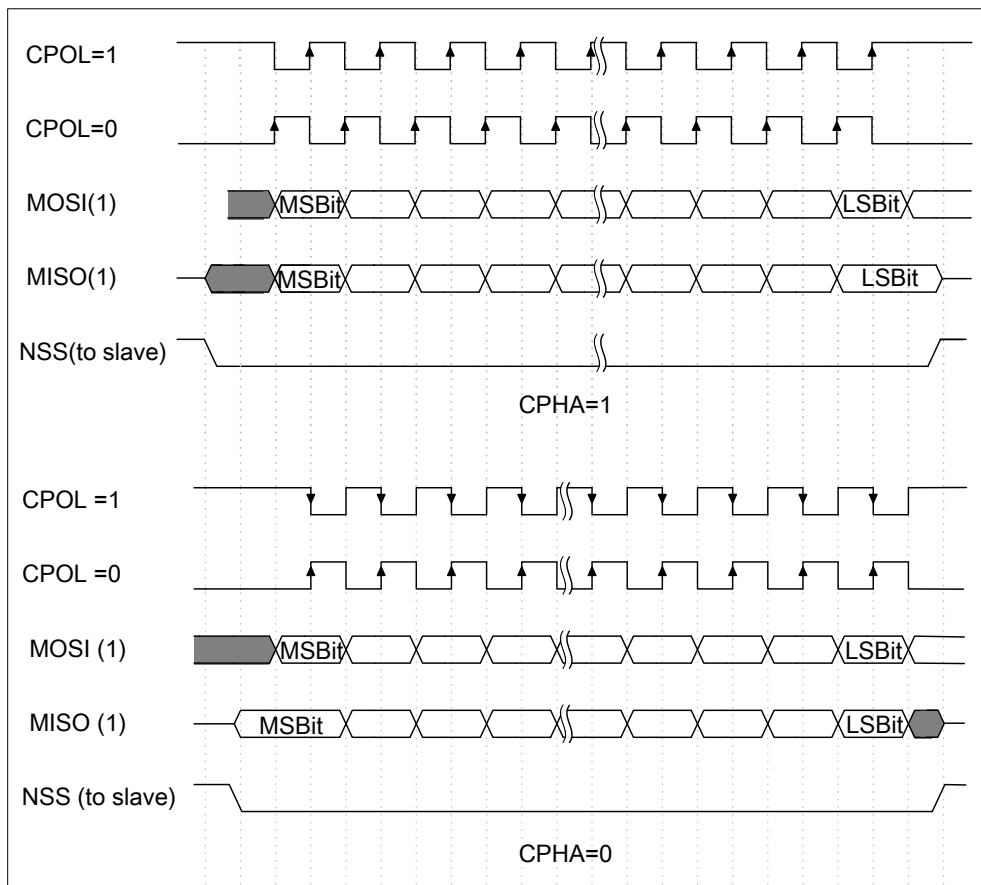 CPOL=1
CPOL=0
MOSI(1)
MSBit
LSBit
MISO(1)
MSBit
LSBit
NSS(to slave)
CPHA=1
CPOL =1
CPOL =0
MOSI (1)
MSBit
LSBit
MISO (1)
MSBit
LSBit
NSS (to slave)
CPHA=0